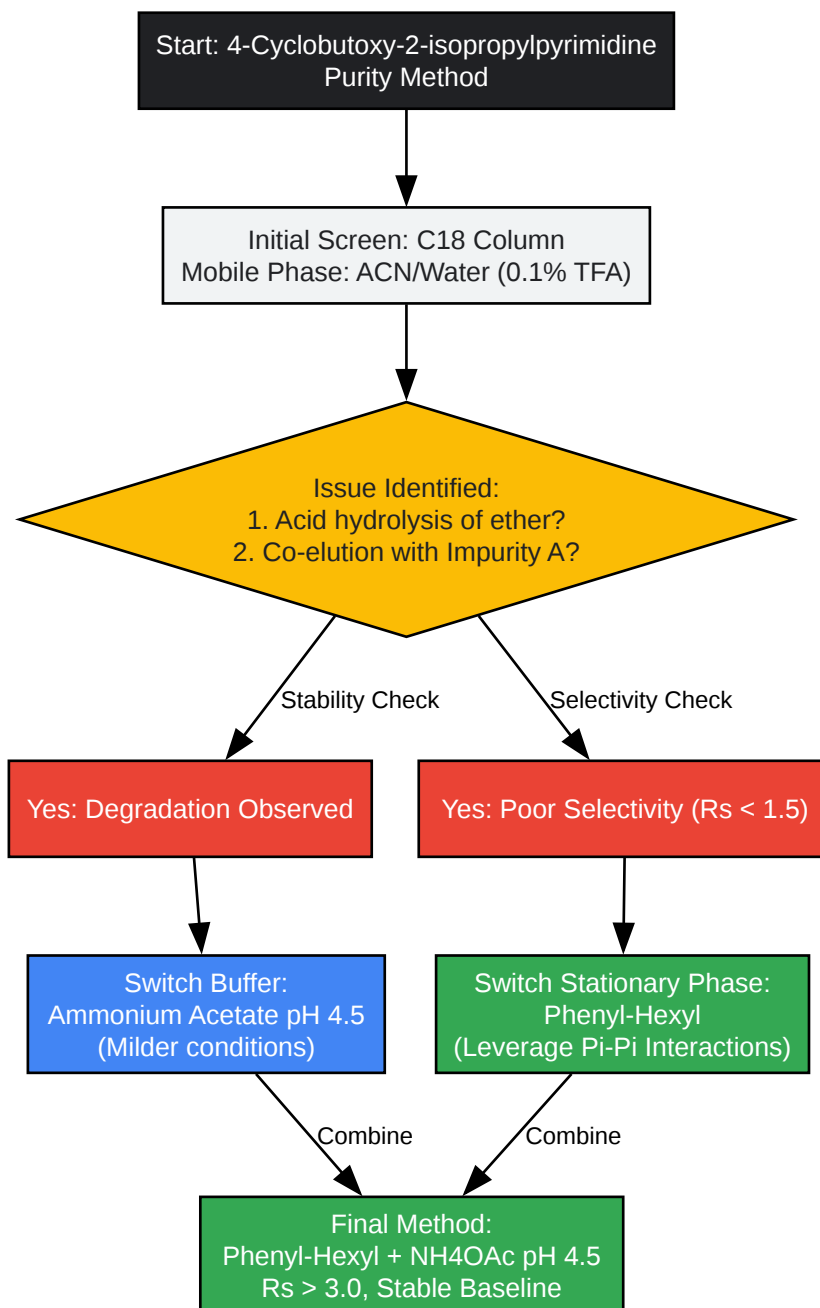 Start: 4-Cyclobutoxy-2-isopropylpyrimidine
Purity Method
Initial Screen: C18 Column
Mobile Phase: ACN/Water (0.1% TFA)
Issue Identified:
1. Acid hydrolysis of ether?
2. Co-elution with Impurity A?
Stability Check
Selectivity Check
Yes: Degradation Observed
Yes: Poor Selectivity (Rs < 1.5)
Switch Buffer:
Ammonium Acetate pH 4.5
(Milder conditions)
Switch Stationary Phase:
Phenyl-Hexyl
(Leverage Pi-Pi Interactions)
Combine
Combine
Final Method:
Phenyl-Hexyl + NH4OAc pH 4.5
Rs > 3.0, Stable Baseline